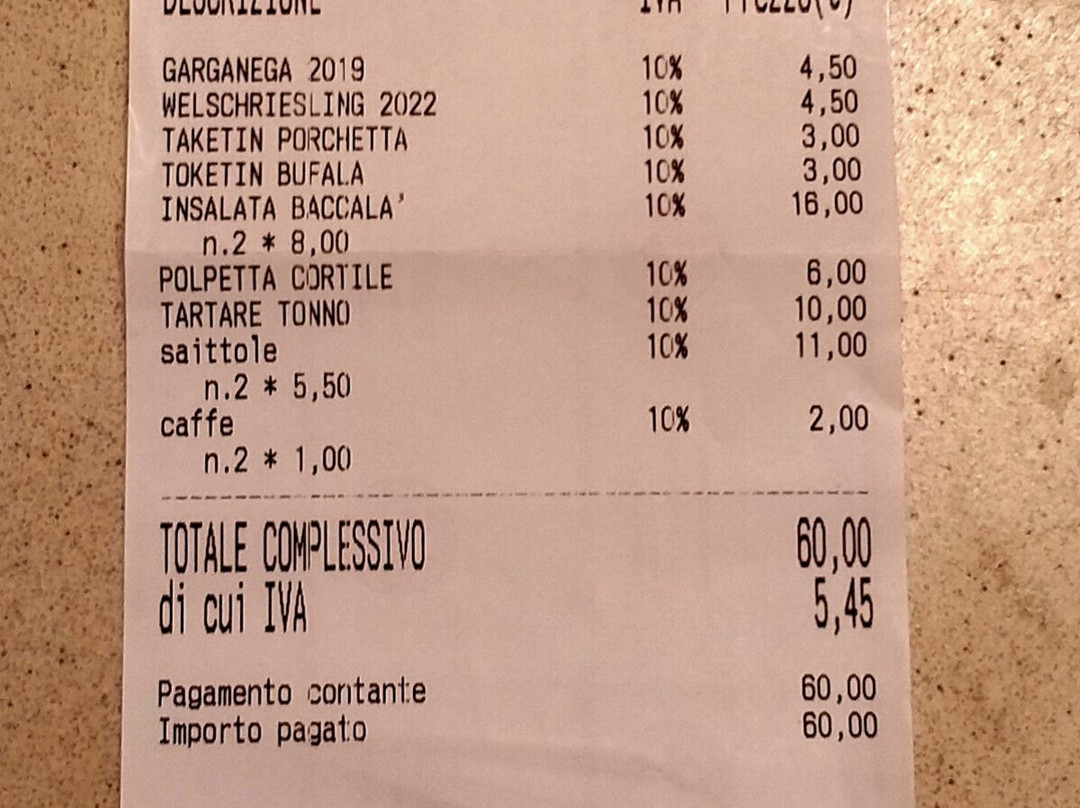 DESCRIZIONE IVA Prezzo(€)
GARGANEGA 2019 10% 4,50
WELSCHRIESLING 2022 10% 4,50
TAKETIN PORCHETTA 10% 3,00
TOKETIN BUFALA 10% 3,00
INSALATA BACCALA' 10% 16,00
n.2 * 8,00
POLPETTA CORTILE 10% 6,00
TARTARE TONNO 10% 10,00
saittole 10% 11,00
n.2 * 5,50
caffe 10% 2,00
n.2 * 1,00
TOTALE COMPLESSIVO 60,00
di cui IVA 5,45
Pagamento contante 60,00
Importo pagato 60,00